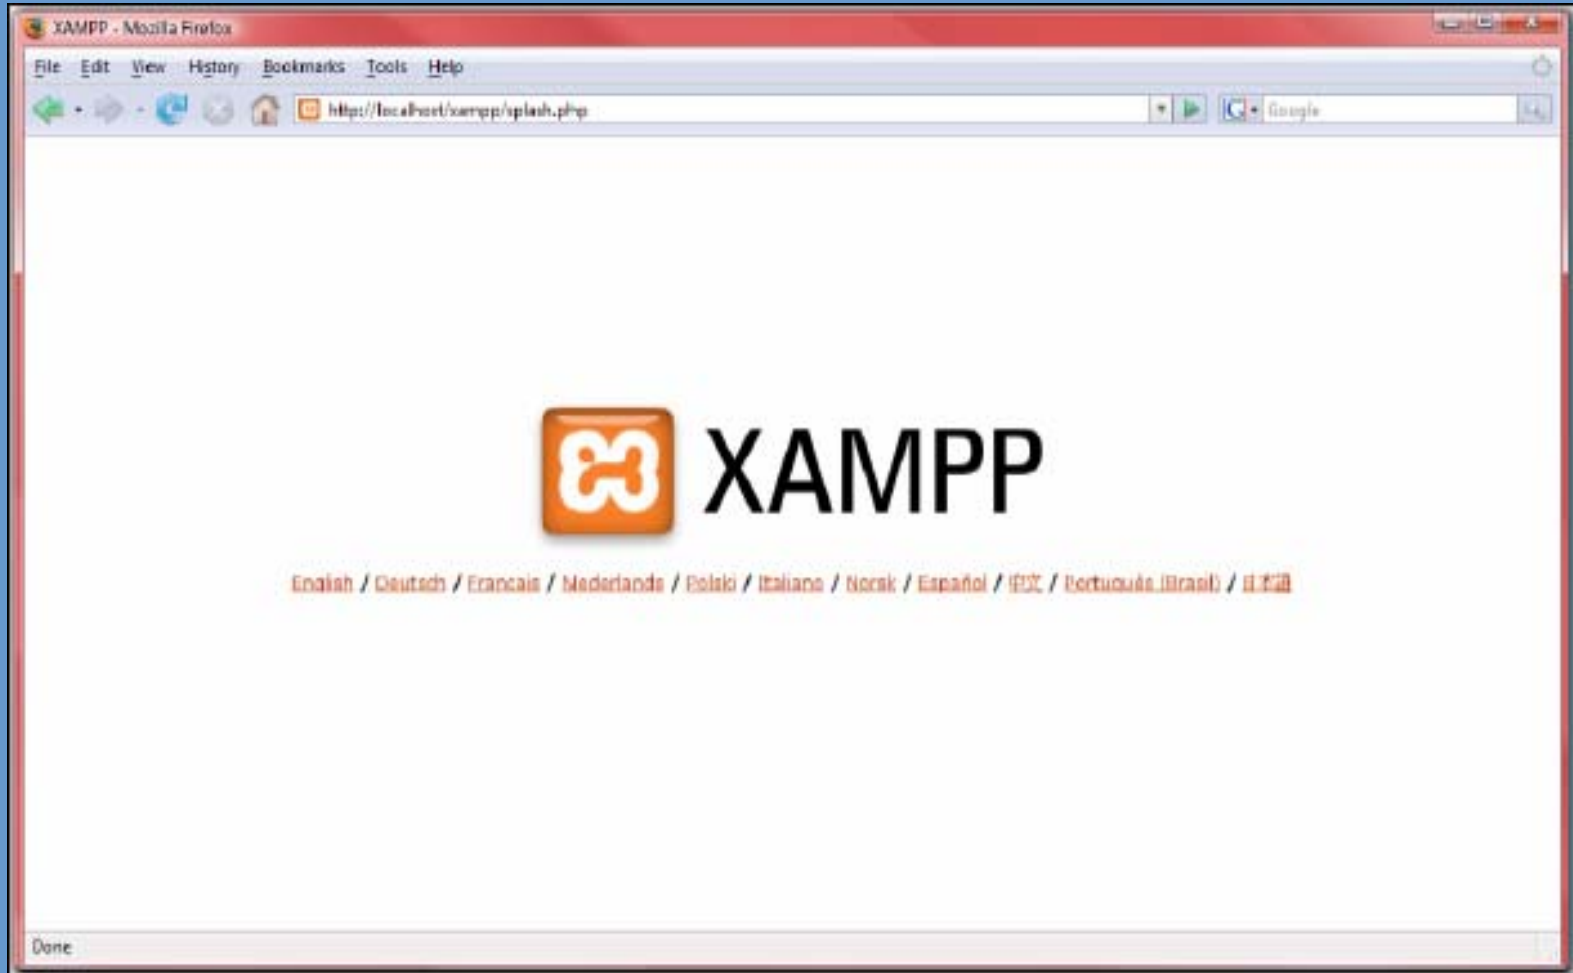 XAMPP - Mozilla Firefox
File Edit View History Bookmarks Tools Help
http://localhost/xampp/splash.php Google
XAMPP
English / Deutsch / Francais / Nederlands / Polski / Italiano / Norsk / Español / 中文 / Português (Brasil) / 日本語
Done